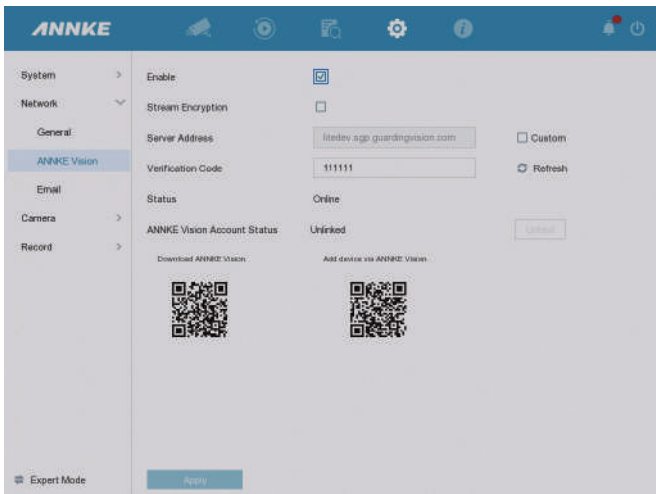 ANNKE
System
Network
General
ANNKE Vision
Email
Camera
Record
Expert Mode
Enable
Stream Encryption
Server Address litedev.sgp.guardingvision.com Custom
Verification Code 111111 Refresh
Status Online
ANNKE Vision Account Status Unlinked Unlink
Download ANNKE Vision Add device via ANNKE Vision
Apply